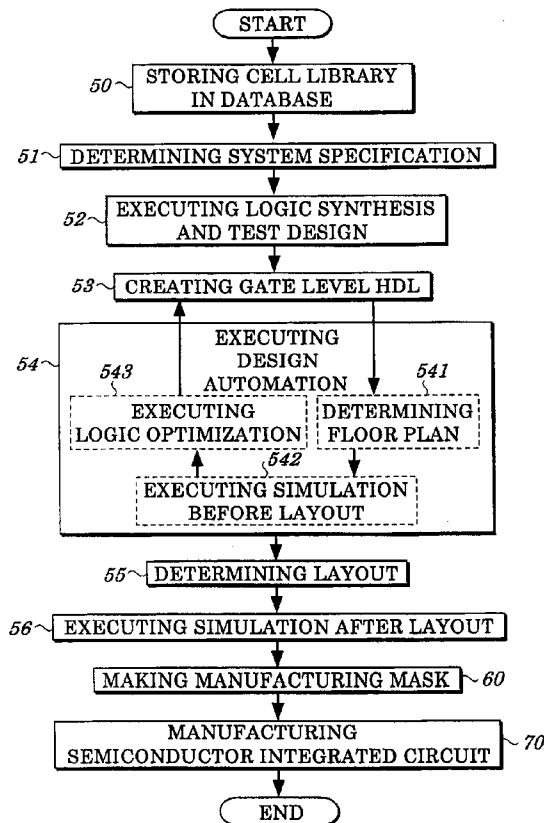 START
50
STORING CELL LIBRARY
IN DATABASE
51
DETERMINING SYSTEM SPECIFICATION
52
EXECUTING LOGIC SYNTHESIS
AND TEST DESIGN
53
CREATING GATE LEVEL HDL
54
EXECUTING
DESIGN
AUTOMATION
543
EXECUTING
LOGIC OPTIMIZATION
541
DETERMINING
FLOOR PLAN
542
EXECUTING SIMULATION
BEFORE LAYOUT
55
DETERMINING LAYOUT
56
EXECUTING SIMULATION AFTER LAYOUT
MAKING MANUFACTURING MASK
60
MANUFACTURING
SEMICONDUCTOR INTEGRATED CIRCUIT
70
END